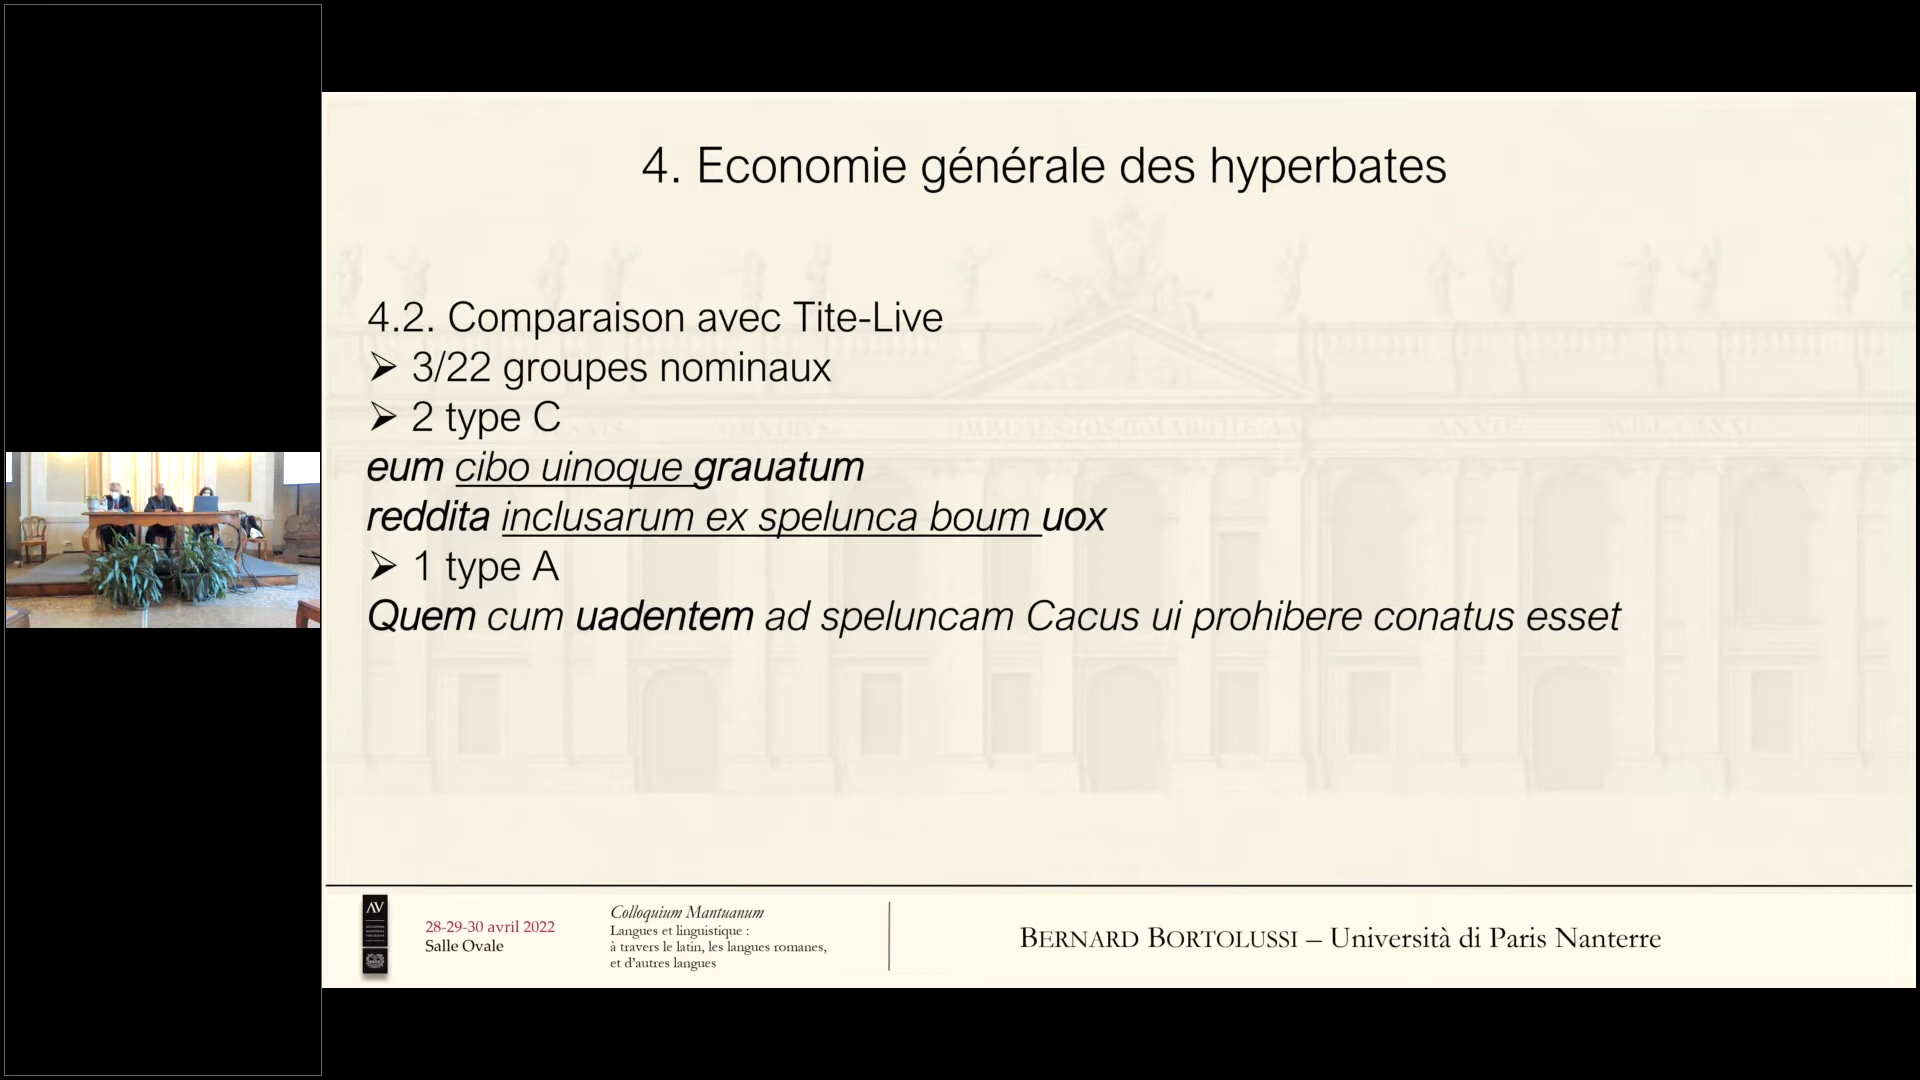 4. Economie générale des hyperbates
4.2. Comparaison avec Tite-Live
➢ 3/22 groupes nominaux
➢ 2 type C
eum cibo uinoque grauatum
reddita inclusarum ex spelunca boum uox
➢ 1 type A
Quem cum uadentem ad speluncam Cacus ui prohibere conatus esset
AV
28-29-30 avril 2022
Salle Ovale
Colloquium Mantuanum
Langues et linguistique :
à travers le latin, les langues romanes,
et d'autres langues
BERNARD BORTOLUSSI – Università di Paris Nanterre